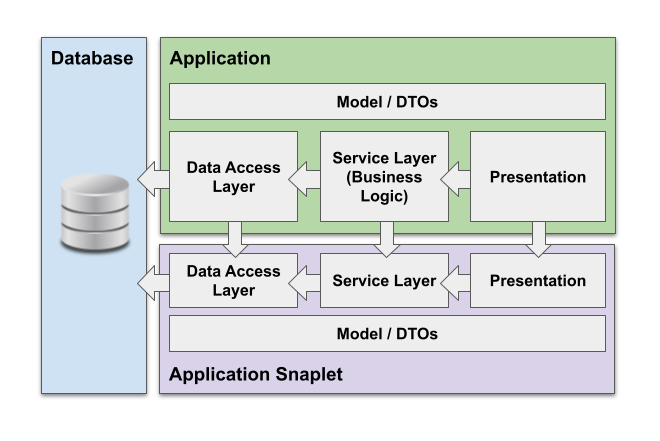 Database
Application
Model / DTOs
Data Access
Layer
Service Layer
(Business
Logic)
Presentation
Data Access
Layer
Service Layer
Presentation
Model / DTOs
Application Snaplet